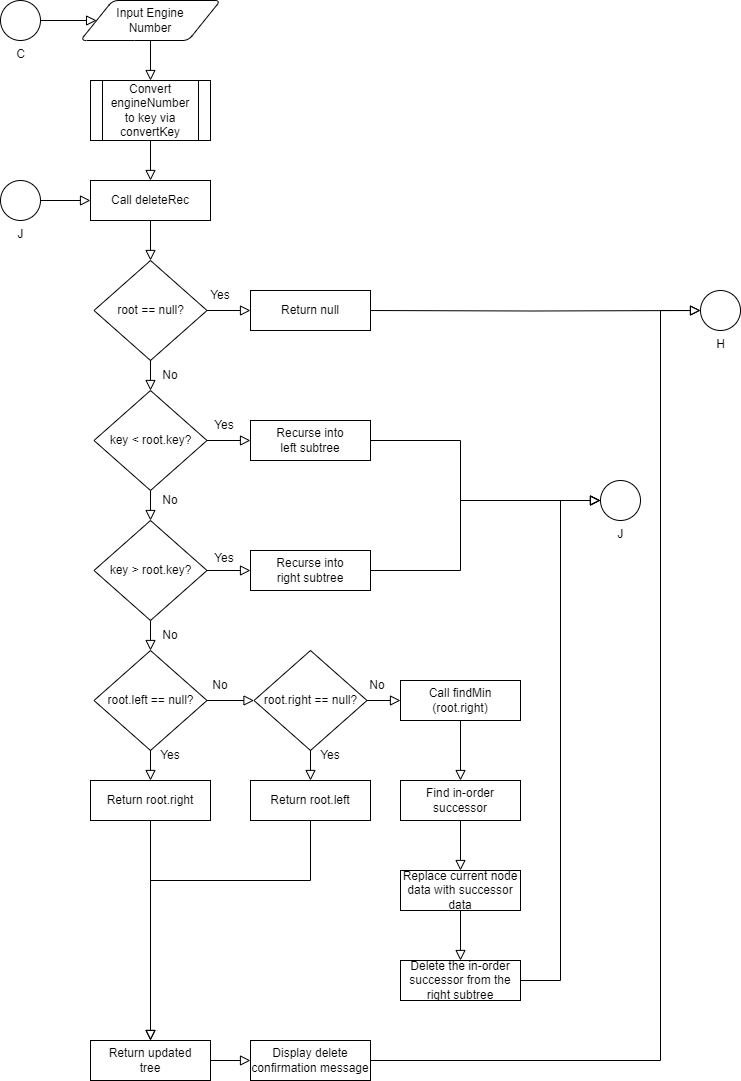 Input Engine
Number
C
Convert
engineNumber
to key via
convertKey
Call deleteRec
J
root == null?
Yes
Return null
H
No
key < root.key?
Yes
Recurse into
left subtree
No
J
key > root.key?
Yes
Recurse into
right subtree
No
root.left == null?
No
root.right == null?
No
Call findMin
(root.right)
Yes
Yes
Return root.right
Return root.left
Find in-order
successor
Replace current node
data with successor
data
Delete the in-order
successor from the
right subtree
Return updated
tree
Display delete
confirmation message